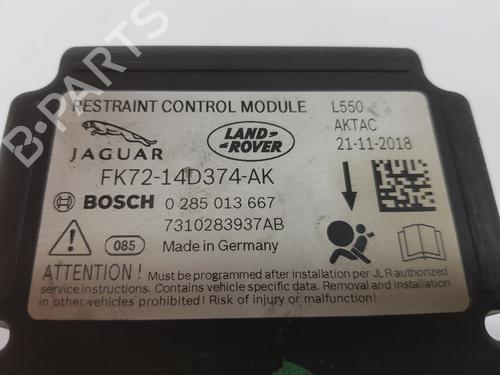 RESTRAINT CONTROL MODULE L550
AKTAC
JAGUAR LAND-ROVER 21-11-2018
FK72-14D374-AK
BOSCH 0 285 013 667
7310283937AB
085 Made in Germany
ATTENTION ! Must be programmed after installation per JLR authorized
service instructions. Contains vehicle specific data. Removal and installation
in other vehicles prohibited ! Risk of injury or malfunction!
B-PARTS